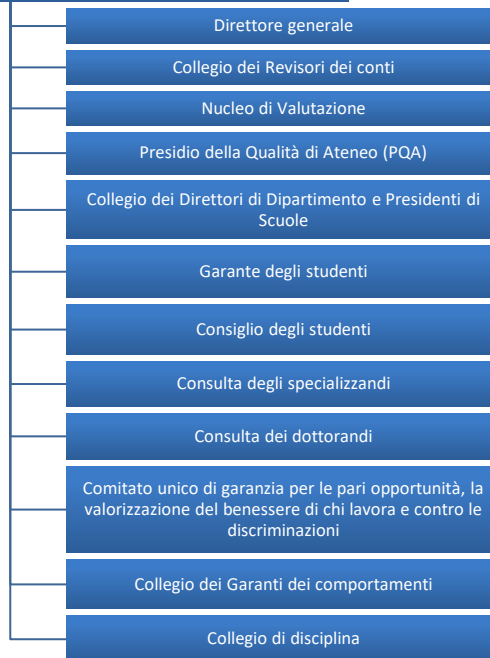 Direttore generale
Collegio dei Revisori dei conti
Nucleo di Valutazione
Presidio della Qualità di Ateneo (PQA)
Collegio dei Direttori di Dipartimento e Presidenti di
Scuole
Garante degli studenti
Consiglio degli studenti
Consulta degli specializzandi
Consulta dei dottorandi
Comitato unico di garanzia per le pari opportunità, la
valorizzazione del benessere di chi lavora e contro le
discriminazioni
Collegio dei Garanti dei comportamenti
Collegio di disciplina